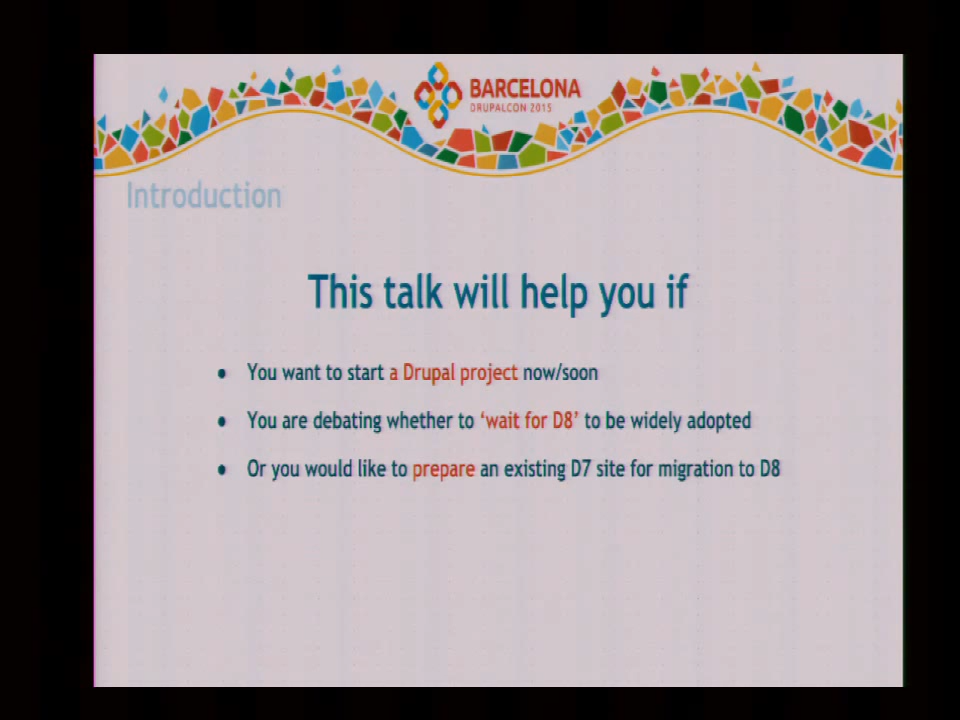 BARCELONA
DRUPALCON 2015
Introduction
This talk will help you if
• You want to start a Drupal project now/soon
• You are debating whether to ‘wait for D8’ to be widely adopted
• Or you would like to prepare an existing D7 site for migration to D8